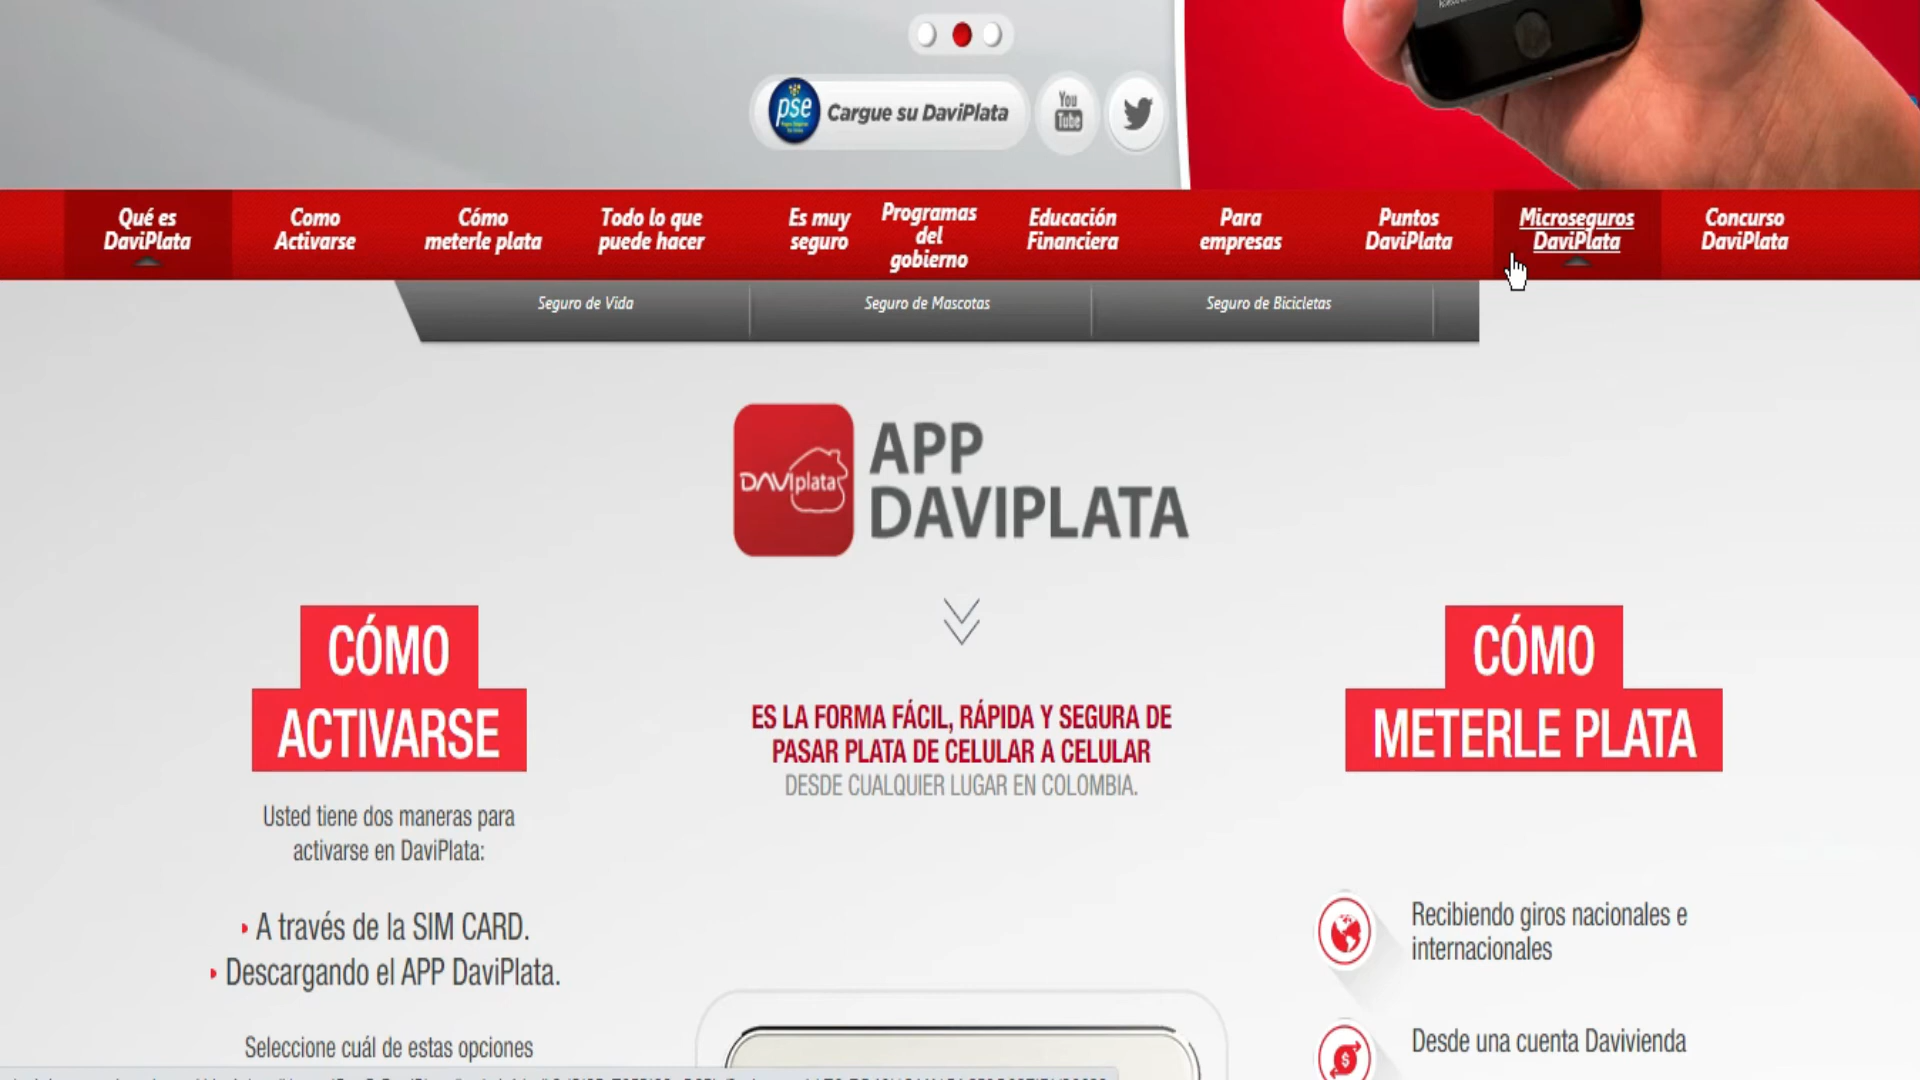 pse
Cargue su DaviPlata
You
Tube
Qué es
DaviPlata
Como
Activarse
Cómo
meterle plata
Todo lo que
puede hacer
Es muy
seguro
Programas
del
gobierno
Educación
Financiera
Para
empresas
Puntos
DaviPlata
Microseguros
DaviPlata
Concurso
DaviPlata
Seguro de Vida
Seguro de Mascotas
Seguro de Bicicletas
DAVIplata
APP
DAVIPLATA
CÓMO
ACTIVARSE
Usted tiene dos maneras para
activarse en DaviPlata:
A través de la SIM CARD.
Descargando el APP DaviPlata.
Seleccione cuál de estas opciones
ES LA FORMA FÁCIL, RÁPIDA Y SEGURA DE
PASAR PLATA DE CELULAR A CELULAR
DESDE CUALQUIER LUGAR EN COLOMBIA.
CÓMO
METERLE PLATA
Recibiendo giros nacionales e
internacionales
$
Desde una cuenta Davivienda